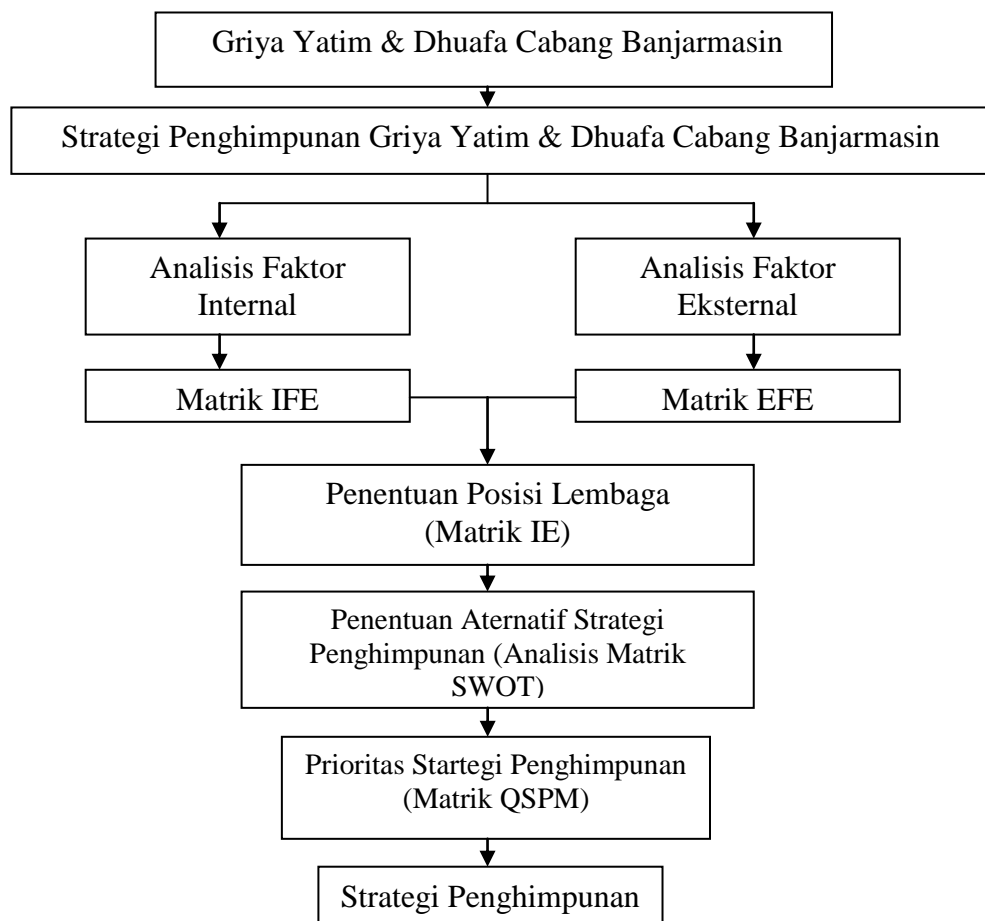 Griya Yatim & Dhuafa Cabang Banjarmasin
Strategi Penghimpunan Griya Yatim & Dhuafa Cabang Banjarmasin
Analisis Faktor
Internal
Analisis Faktor
Eksternal
Matrik IFE
Matrik EFE
Penentuan Posisi Lembaga
(Matrik IE)
Penentuan Aternatif Strategi
Penghimpunan (Analisis Matrik
SWOT)
Prioritas Startegi Penghimpunan
(Matrik QSPM)
Strategi Penghimpunan